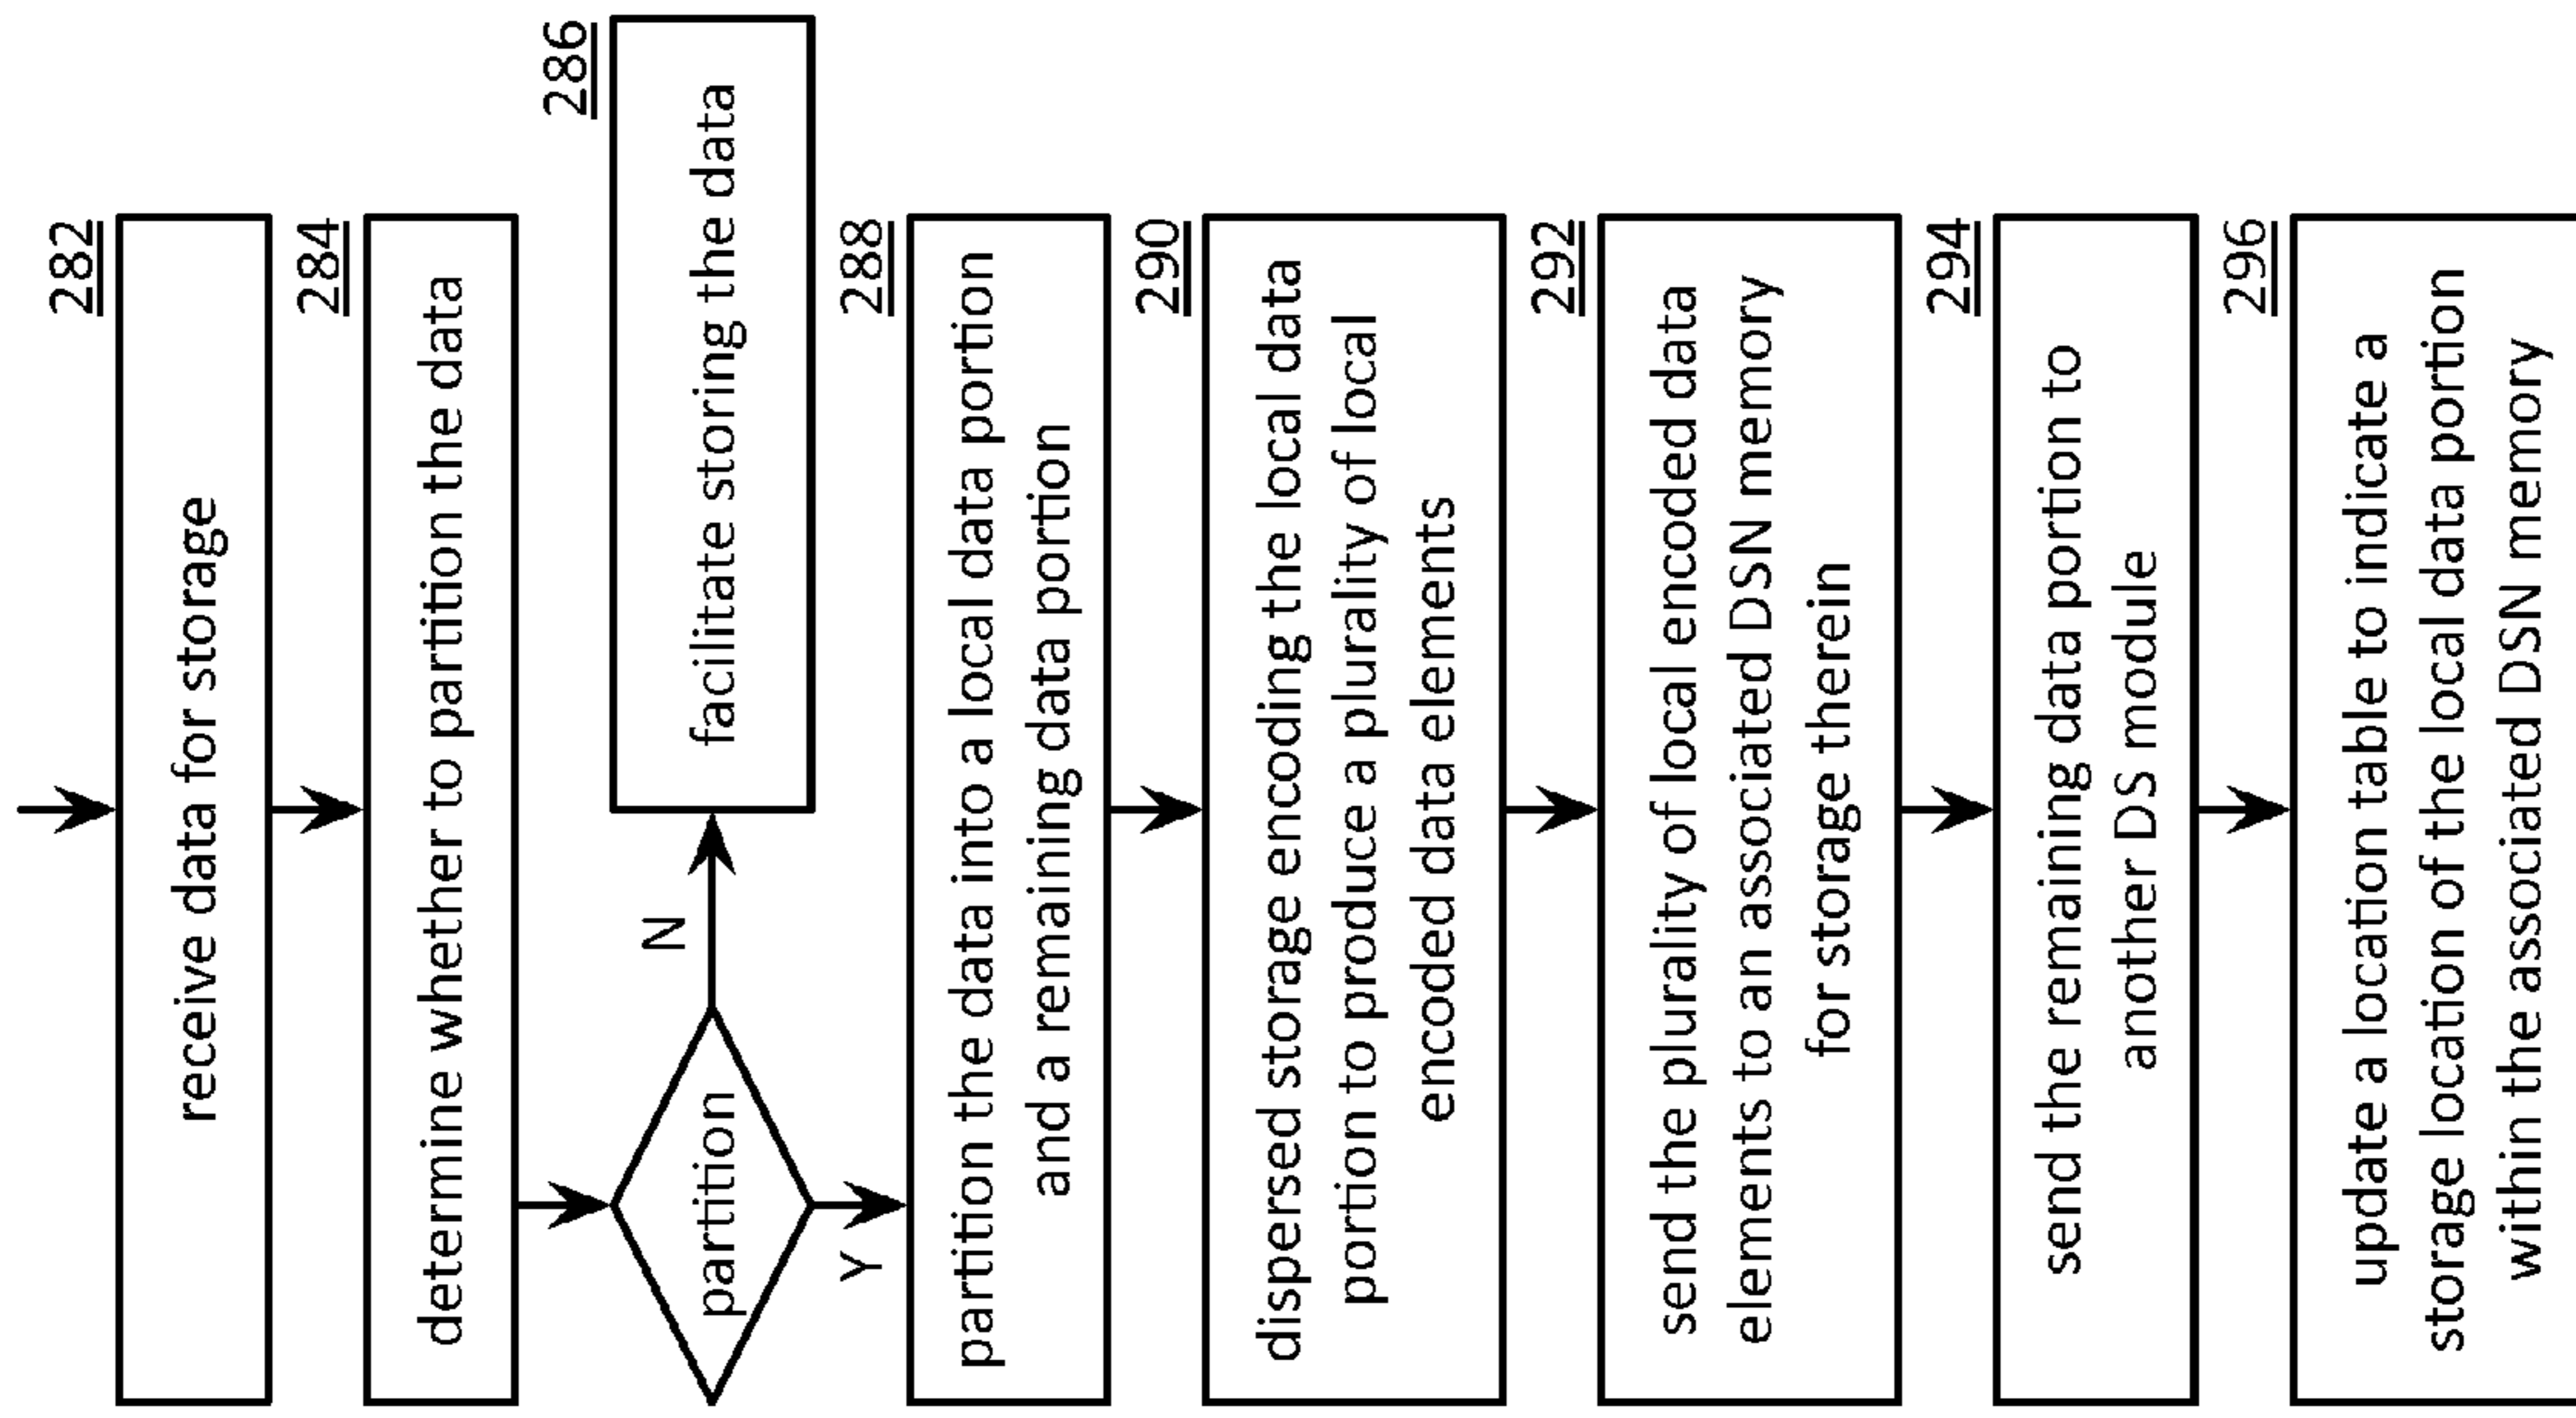 282
receive data for storage
284
determine whether to partition the data
partition
N
Y
286
facilitate storing the data
288
partition the data into a local data portion
and a remaining data portion
290
dispersed storage encoding the local data
portion to produce a plurality of local
encoded data elements
292
send the plurality of local encoded data
elements to an associated DSN memory
for storage therein
294
send the remaining data portion to
another DS module
296
update a location table to indicate a
storage location of the local data portion
within the associated DSN memory